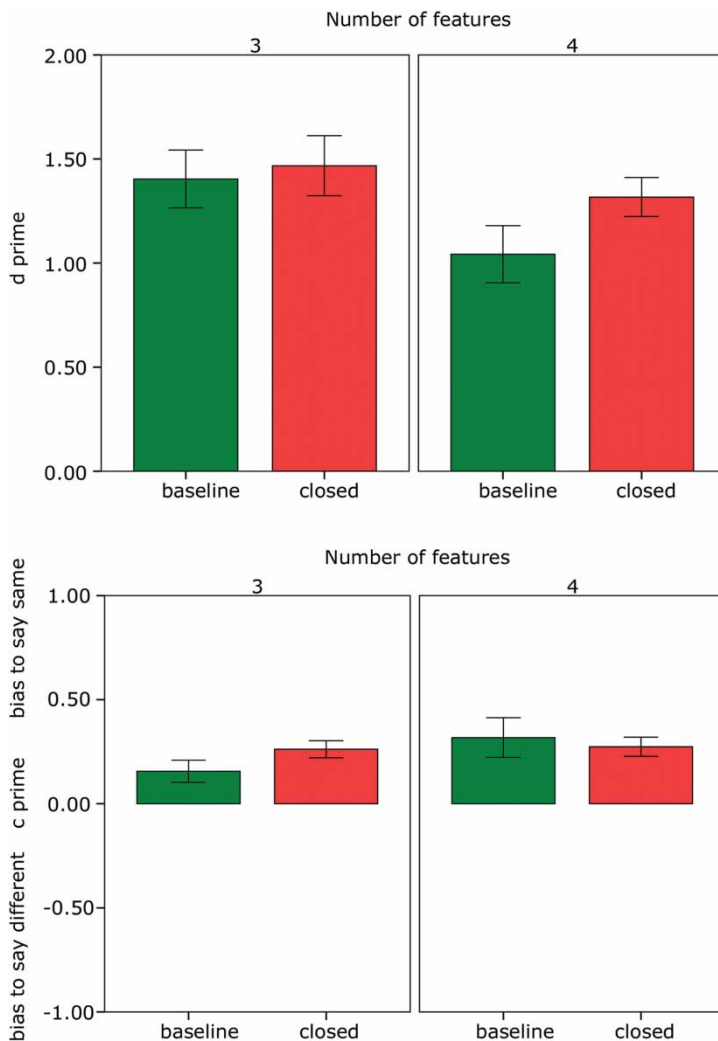 Number of features
3 4
2.00
1.50
1.00
0.50
0.00
d prime
baseline closed baseline closed
Number of features
3 4
1.00
0.50
0.00
-0.50
-1.00
bias to say different c prime bias to say same
baseline closed baseline closed